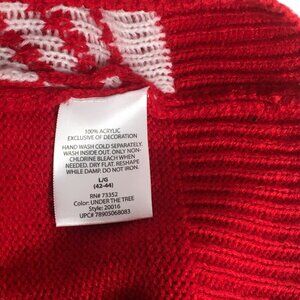 100% ACRYLIC
EXCLUSIVE OF DECORATION
HAND WASH COLD SEPARATELY.
WASH INSIDE OUT. ONLY NON-
CHLORINE BLEACH WHEN
NEEDED. DRY FLAT. RESHAPE
WHILE DAMP. DO NOT IRON.
L/G
(42-44)
RN# 73352
Color: UNDER THE TREE
Style: 20016
UPC# 78905068083